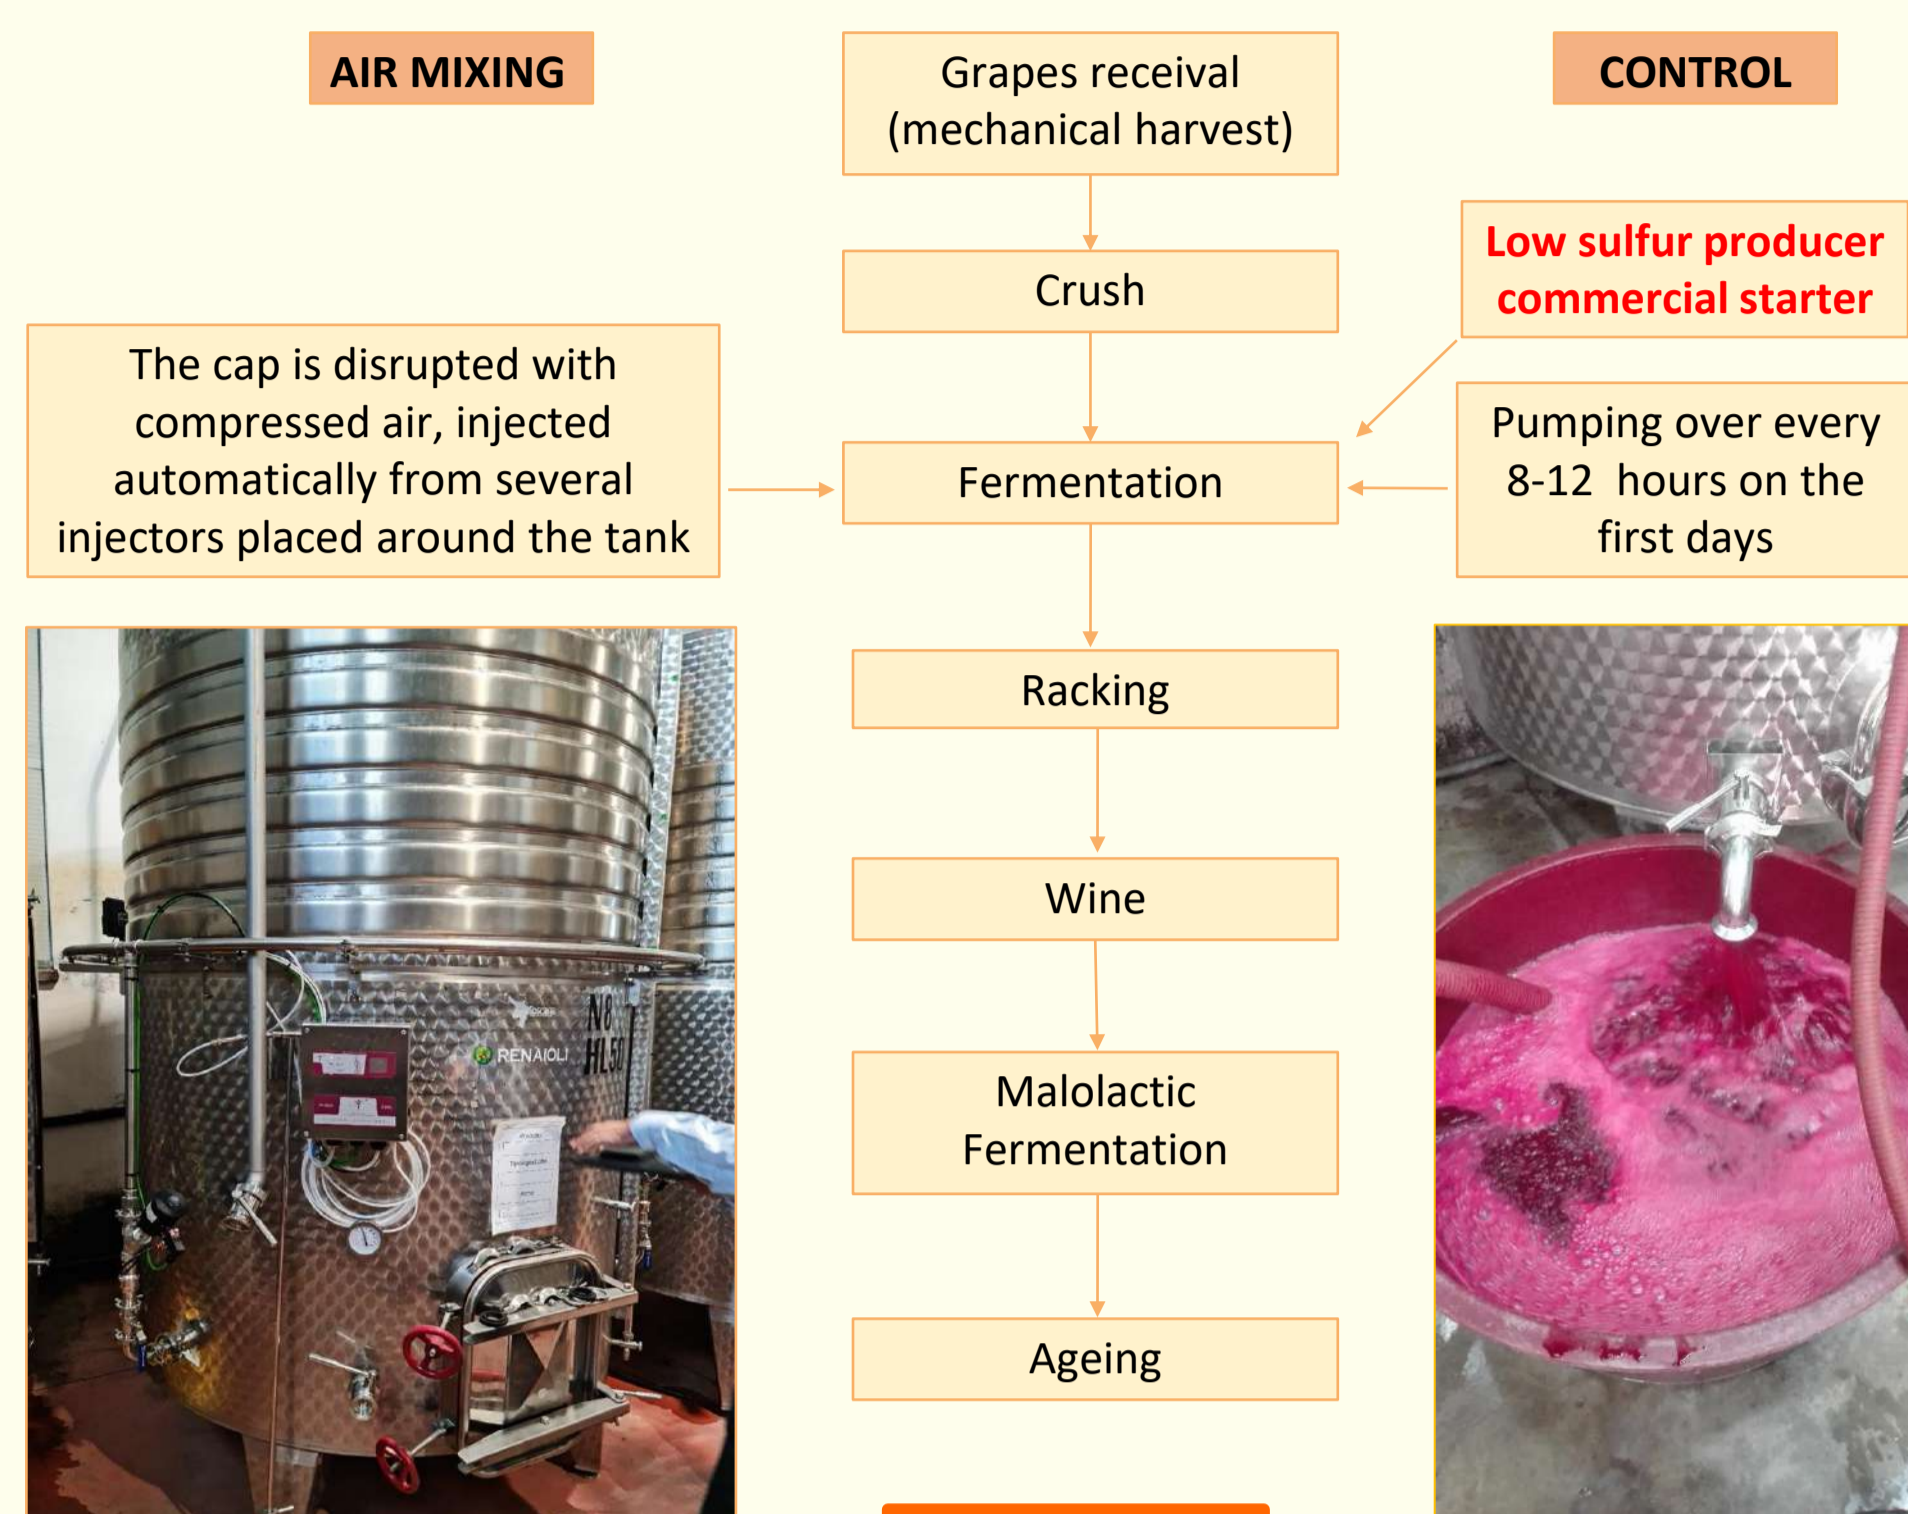 AIR MIXING
Grapes receival
(mechanical harvest)
CONTROL
Low sulfur producer
commercial starter
Crush
The cap is disrupted with
compressed air, injected
automatically from several
injectors placed around the tank
Fermentation
Pumping over every
8-12 hours on the
first days
Racking
Wine
Malolactic
Fermentation
Ageing
N8
RENAIOLI
HL50